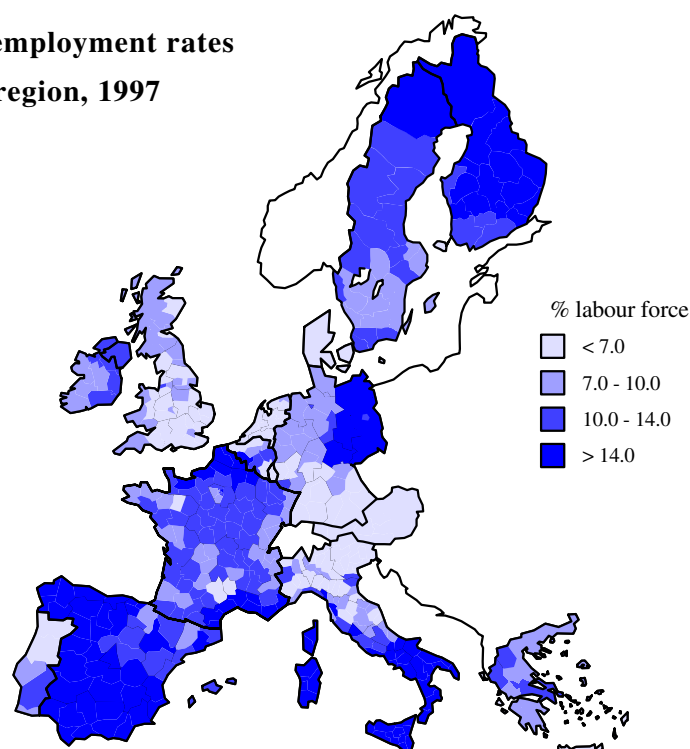 employment rates
region, 1997
% labour force
< 7.0
7.0 - 10.0
10.0 - 14.0
> 14.0